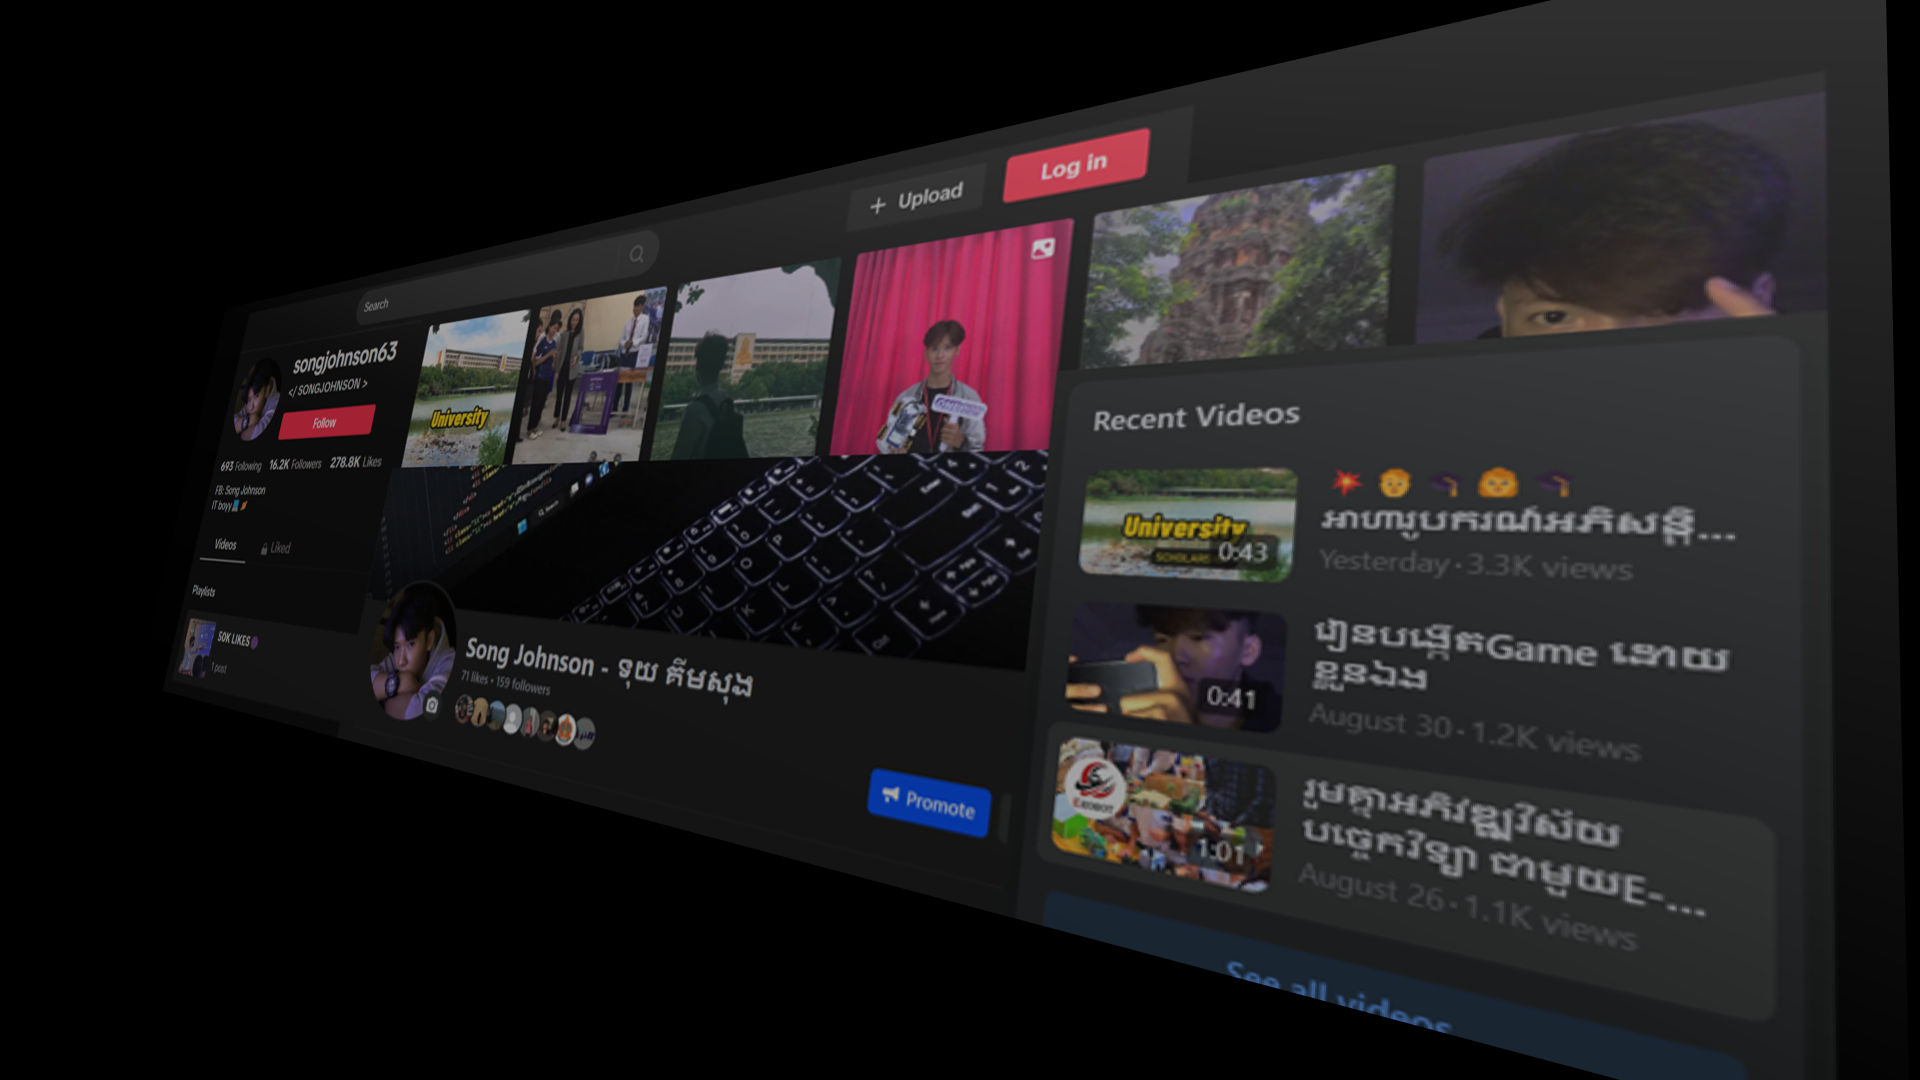 Search
+ Upload
Log in
songjohnson63
</ SONGJOHNSON >
Follow
693 Following 16.2K Followers 278.8K Likes
FB: Song Johnson
IT boyy
Videos
Liked
Playlists
50K LIKES
1 post
University
Song Johnson - ទុយ គីមសុង
71 likes • 159 followers
Promote
Recent Videos
University
0:43
អាហារូបករណ៍អភិសន្តិ...
Yesterday · 3.3K views
0:41
រៀនបង្កើតGame ដោយ
ខ្លួនឯង
August 30 · 1.2K views
1:01
រួមគ្នាអភិវឌ្ឍវិស័យ
បច្ចេកវិទ្យា ជាមួយE-...
August 26 · 1.1K views
See all videos